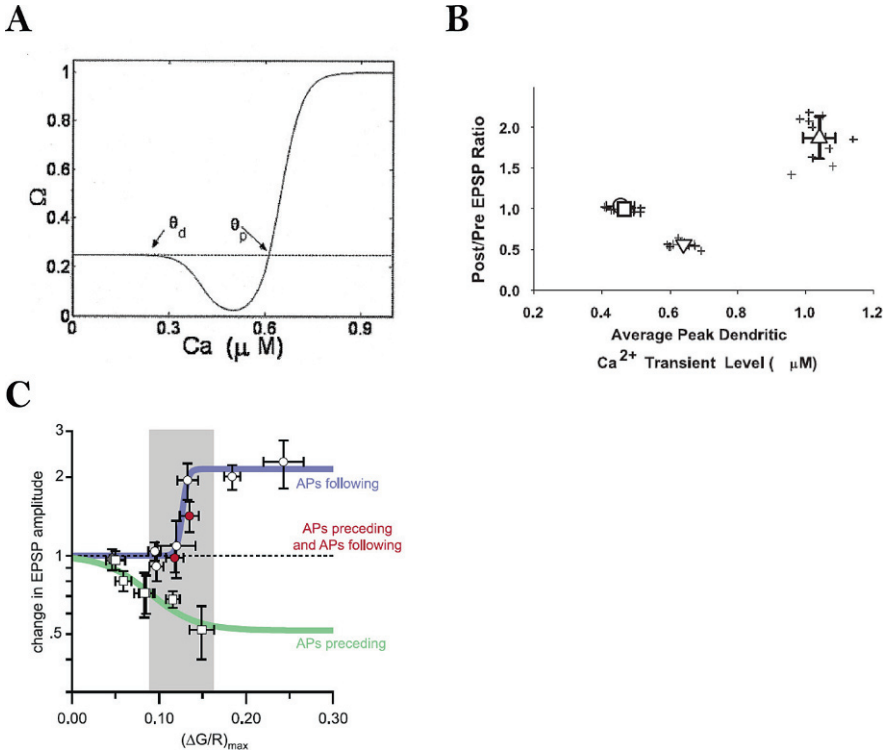 A
1
0.8
0.6
0.4
0.2
0
Ω
θd
θp
0
0.3
0.6
0.9
Ca (μ M)
B
2.0
1.5
1.0
0.5
0.0
Post/Pre EPSP Ratio
0.2
0.4
0.6
0.8
1.0
1.2
Average Peak Dendritic
Ca2+ Transient Level ( μM)
C
3
2
1
.5
change in EPSP amplitude
APs following
APs preceding
and APs following
APs preceding
0.00
0.10
0.20
0.30
(ΔG/R)max